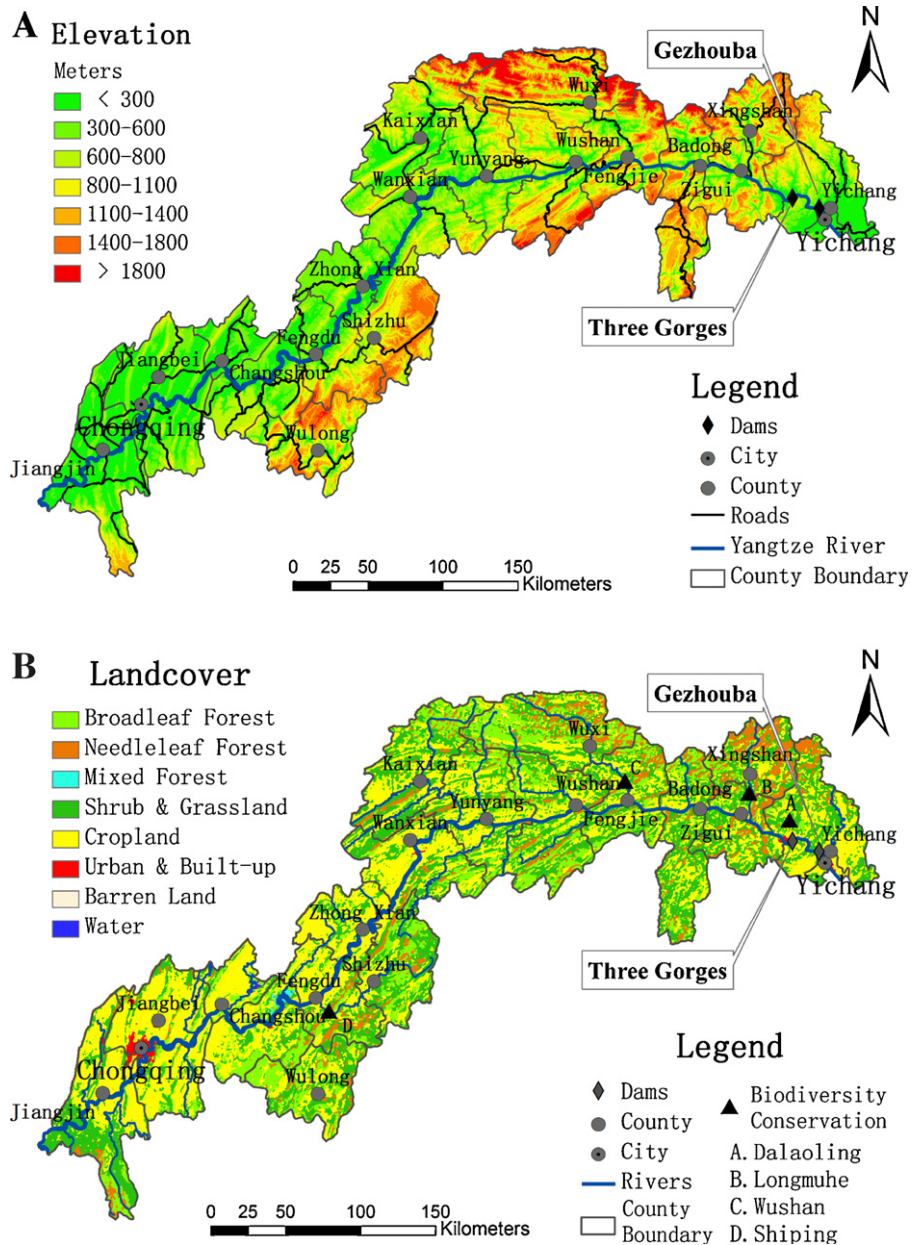 A
Elevation
Meters
< 300
300-600
600-800
800-1100
1100-1400
1400-1800
> 1800
N
Gezhouba
Wuxi
Xingshan
Kaixian
Wushan
Badong
Yunyang
Fengjie
Wanxian
Zigui
Yichang
Yichang
Zhong Xian
Three Gorges
Shizhu
Fengdu
Jiangbei
Changshou
Chongqing
Wulong
Jiangjin
Legend
Dams
City
County
Roads
Yangtze River
County Boundary
0 25 50 100 150
Kilometers
B
Landcover
Broadleaf Forest
Needleleaf Forest
Mixed Forest
Shrub & Grassland
Cropland
Urban & Built-up
Barren Land
Water
N
Gezhouba
Wuxi
Xingshan
Kaixian
C
Wushan
Badong
B
A
Yunyang
Fengjie
Wanxian
Zigui
Yichang
Yichang
Zhong Xian
Three Gorges
Shizhu
Fengdu
Jiangbei
Changshou
D
Chongqing
Wulong
Jiangjin
Legend
Dams
County
City
Rivers
County
Boundary
Biodiversity
Conservation
A. Dalaoling
B. Longmuhe
C. Wushan
D. Shiping
0 25 50 100 150
Kilometers